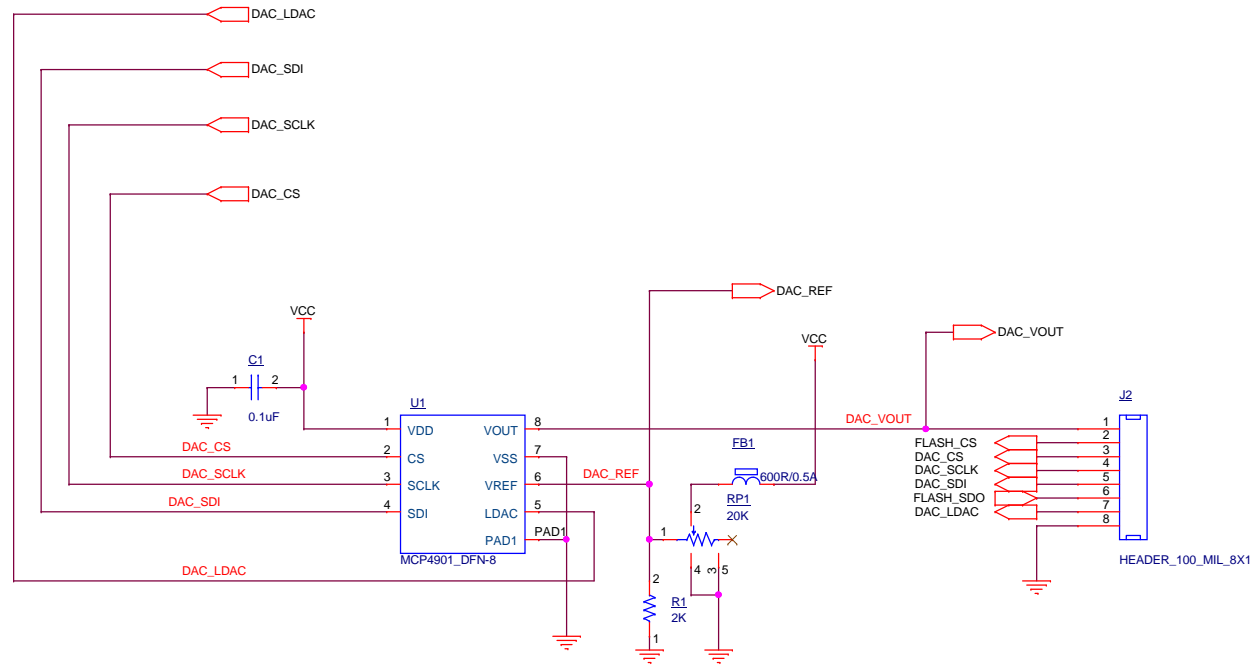 DAC_LDAC
DAC_SDI
DAC_SCLK
DAC_CS
DAC_REF
VCC
DAC_VOUT
VCC
C1
1 2
0.1uF
U1
J2
DAC_VOUT
1 VDD VOUT 8
DAC_CS
2 CS VSS 7
DAC_SCLK
3 SCLK VREF 6
DAC_REF
DAC_SDI
4 SDI LDAC 5
PAD1 PAD1
MCP4901_DFN-8
DAC_LDAC
FB1
600R/0.5A
RP1
20K
2
1
4
3
5
2
R1
2K
1
1
FLASH_CS 2
DAC_CS 3
DAC_SCLK 4
DAC_SDI 5
FLASH_SDO 6
DAC_LDAC 7
8
HEADER_100_MIL_8X1